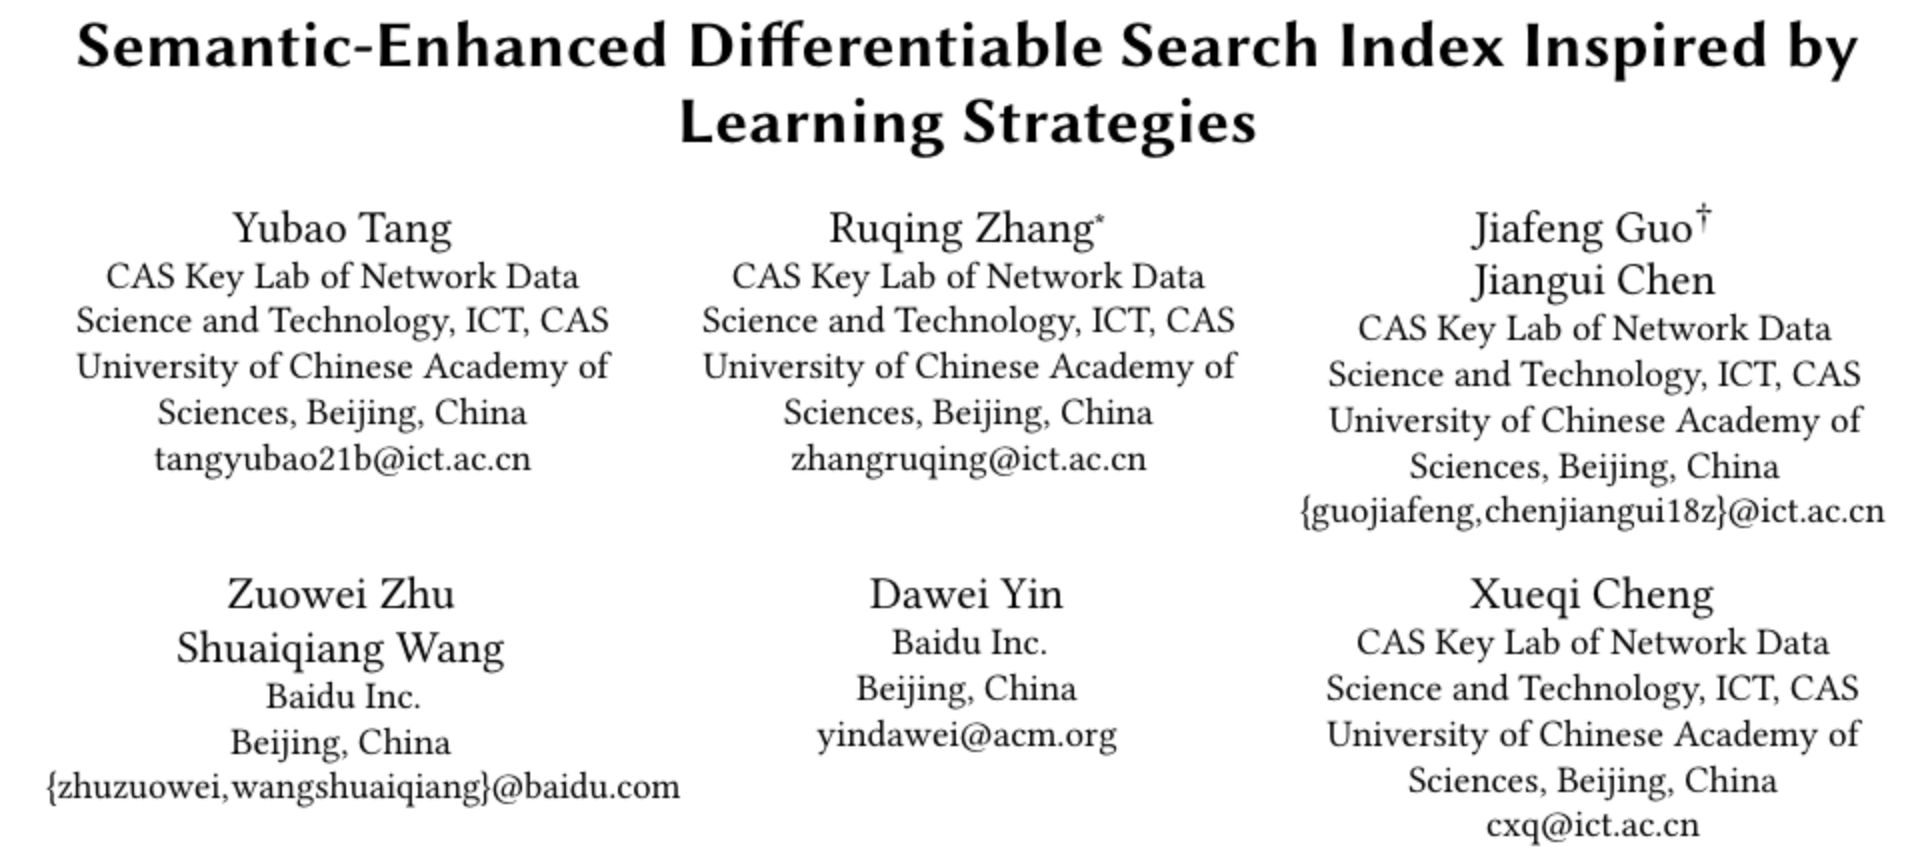 Semantic-Enhanced Differentiable Search Index Inspired by
Learning Strategies
Yubao Tang
CAS Key Lab of Network Data
Science and Technology, ICT, CAS
University of Chinese Academy of
Sciences, Beijing, China
tangyubao21b@ict.ac.cn
Ruqing Zhang*
CAS Key Lab of Network Data
Science and Technology, ICT, CAS
University of Chinese Academy of
Sciences, Beijing, China
zhangruqing@ict.ac.cn
Jiafeng Guo†
Jiangui Chen
CAS Key Lab of Network Data
Science and Technology, ICT, CAS
University of Chinese Academy of
Sciences, Beijing, China
{guojiafeng,chenjiangui18z}@ict.ac.cn
Zuowei Zhu
Shuaiqiang Wang
Baidu Inc.
Beijing, China
{zhuzuowei,wangshuaiqiang}@baidu.com
Dawei Yin
Baidu Inc.
Beijing, China
yindawei@acm.org
Xueqi Cheng
CAS Key Lab of Network Data
Science and Technology, ICT, CAS
University of Chinese Academy of
Sciences, Beijing, China
cxq@ict.ac.cn